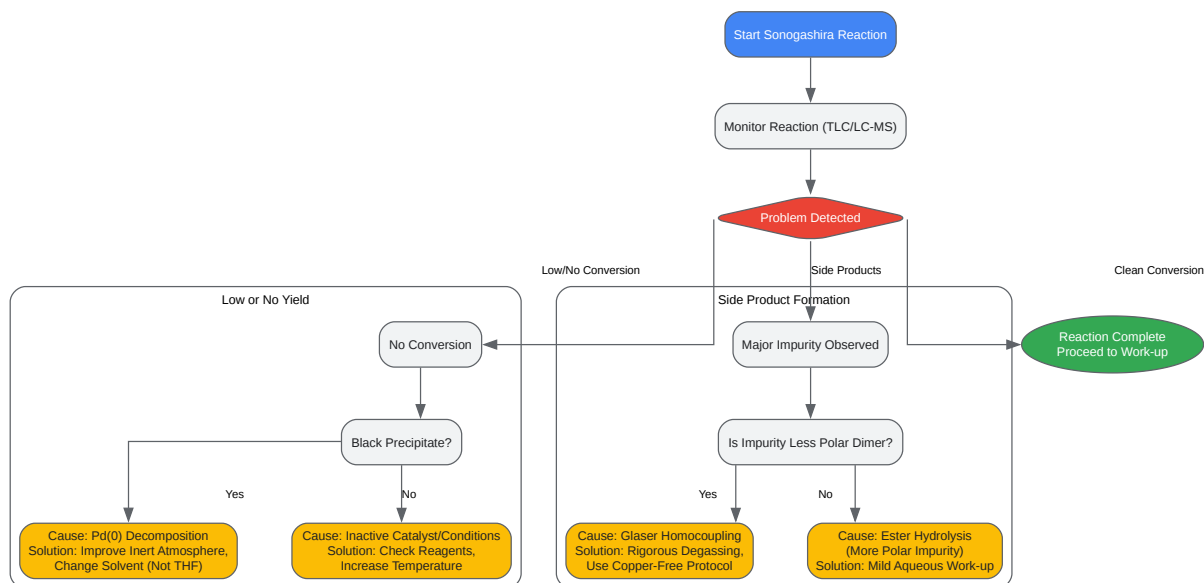 Start Sonogashira Reaction
Monitor Reaction (TLC/LC-MS)
Problem Detected
Low/No Conversion
Side Products
Clean Conversion
Low or No Yield
Side Product Formation
No Conversion
Major Impurity Observed
Reaction Complete
Proceed to Work-up
Black Precipitate?
Is Impurity Less Polar Dimer?
Yes
No
Yes
No
Cause: Pd(0) Decomposition
Solution: Improve Inert Atmosphere,
Change Solvent (Not THF)
Cause: Inactive Catalyst/Conditions
Solution: Check Reagents,
Increase Temperature
Cause: Glaser Homocoupling
Solution: Rigorous Degassing,
Use Copper-Free Protocol
Cause: Ester Hydrolysis
(More Polar Impurity)
Solution: Mild Aqueous Work-up